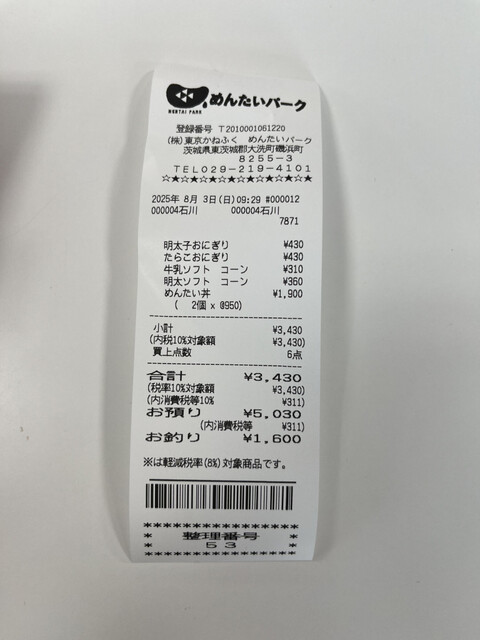 めんたいパーク
MENTAI PARK
登録番号 T2010001061220
(株)東京かねふく めんたいパーク
茨城県東茨城郡大洗町磯浜町
8255-3
TEL029-219-4101
☆★☆★☆★☆★☆★☆★☆★☆★☆
2025年 8月 3日(日)09:29 #000012
000004石川 000004石川
7871
明太子おにぎり ¥430
たらこおにぎり ¥430
牛乳ソフト コーン ¥310
明太ソフト コーン ¥360
めんたい丼 ¥1,900
( 2個 x @950)
小計 ¥3,430
(内税10%対象額 ¥3,430)
買上点数 6点
合計 ¥3,430
(税率10%対象額 ¥3,430)
(内消費税等10% ¥311)
お預り ¥5,030
(内消費税等 ¥311)
お釣り ¥1,600
※は軽減税率(8%)対象商品です。
* * * * * * * * * * * * * * * *
* 整理番号 *
* 53 *
* * * * * * * * * * * * * * * *